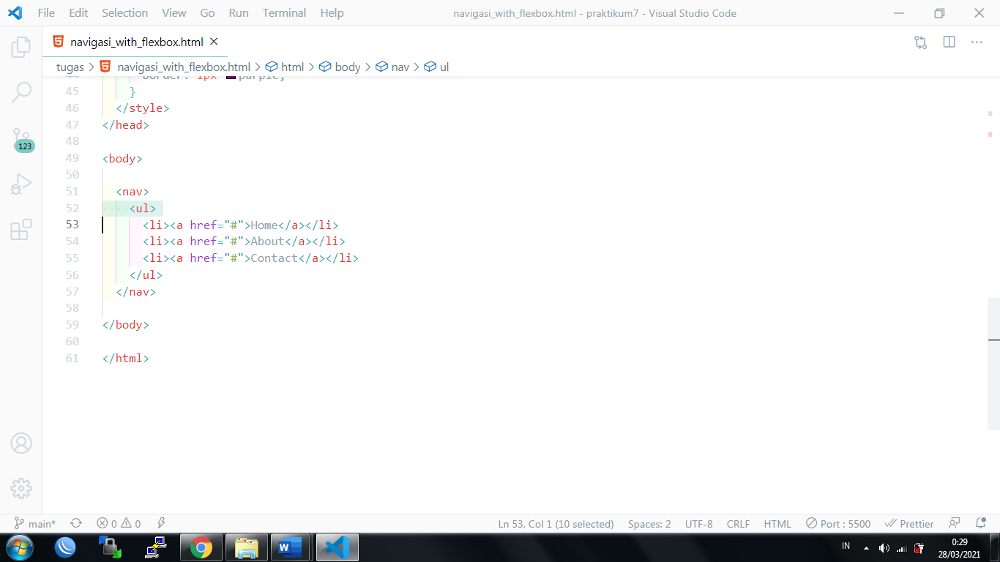 File Edit Selection View Go Run Terminal Help navigasi_with_flexbox.html - praktikum7 - Visual Studio Code
navigasi_with_flexbox.html
tugas > navigasi_with_flexbox.html > html > body > nav > ul
44 border: 1px purple;
45 }
46 </style>
47 </head>
48
49 <body>
50
51 <nav>
52 ····<ul>
53 <li><a href="#">Home</a></li>
54 <li><a href="#">About</a></li>
55 <li><a href="#">Contact</a></li>
56 </ul>
57 </nav>
58
59 </body>
60
61 </html>
123
main* 0 0 Ln 53, Col 1 (10 selected) Spaces: 2 UTF-8 CRLF HTML Port : 5500 Prettier
IN 0:29
28/03/2021